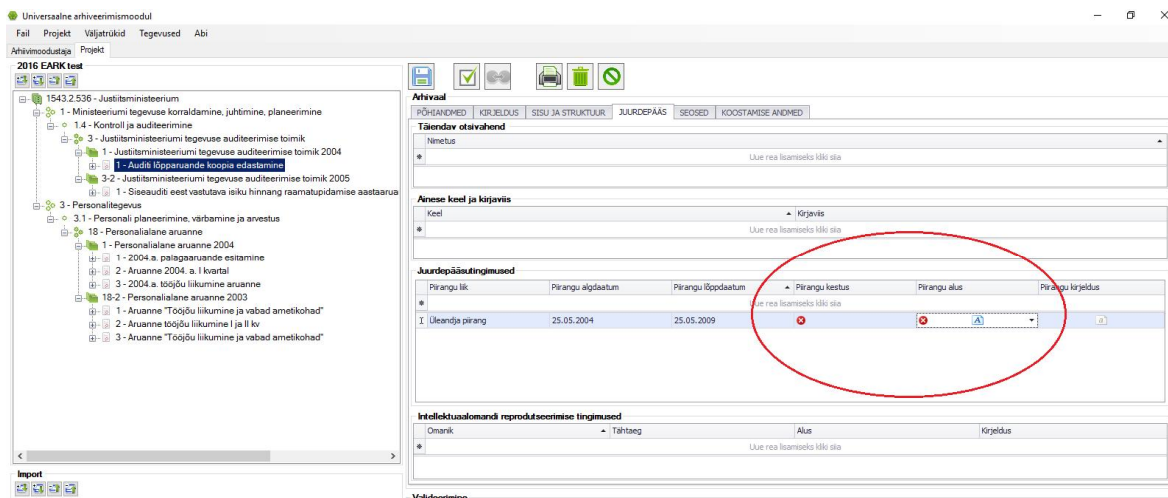 Universaalne arhiveerimismoodul
Fail Projekt Väljatrükid Tegevused Abi
Arhiivimoodustaja Projekt
2016 EARK test
1543.2.536 - Justiitsministeerium
1 - Ministeeriumi tegevuse korraldamine, juhtimine, planeerimine
1.4 - Kontroll ja auditeerimine
3 - Justiitsministeeriumi tegevuse auditeerimise toimik
1 - Justiitsministeeriumi tegevuse auditeerimise toimik 2004
1 - Auditi lõpparuande koopia edastamine
3-2 - Justiitsministeeriumi tegevuse auditeerimise toimik 2005
1 - Siseauditi eest vastutava isiku hinnang raamatupidamise aastaarua
3 - Personalitegevus
3.1 - Personali planeerimine, värbamine ja arvestus
18 - Personalialane aruanne
1 - Personalialane aruanne 2004
1 - 2004.a. palagaaruande esitamine
2 - Aruanne 2004. a. I kvartal
3 - 2004.a. tööjõu liikumine aruanne
18-2 - Personalialane aruanne 2003
1 - Aruanne "Tööjõu liikumine ja vabad ametikohad"
2 - Aruanne tööjõu liikumine I ja II kv
3 - Aruanne "Tööjõu liikumine ja vabad ametikohad"
Import
Arhivaal
PÕHIANDMED KIRJELDUS SISU JA STRUKTUUR JUURDEPÄÄS SEOSED KOOSTAMISE ANDMED
Täiendav otsivahend
Nimetus
Uue rea lisamiseks kliki siia
Ainese keel ja kirjaviis
Keel Kirjaviis
Uue rea lisamiseks kliki siia
Juurdepääsutingimused
Piirangu liik Piirangu algdaatum Piirangu lõppdaatum Piirangu kestus Piirangu alus Piirangu kirjeldus
Uue rea lisamiseks kliki siia
Üleandja piirang 25.05.2004 25.05.2009 A a
Intellektuaalomandi reprodutseerimise tingimused
Omanik Tähtaeg Alus Kirjeldus
Uue rea lisamiseks kliki siia
Valideerimine